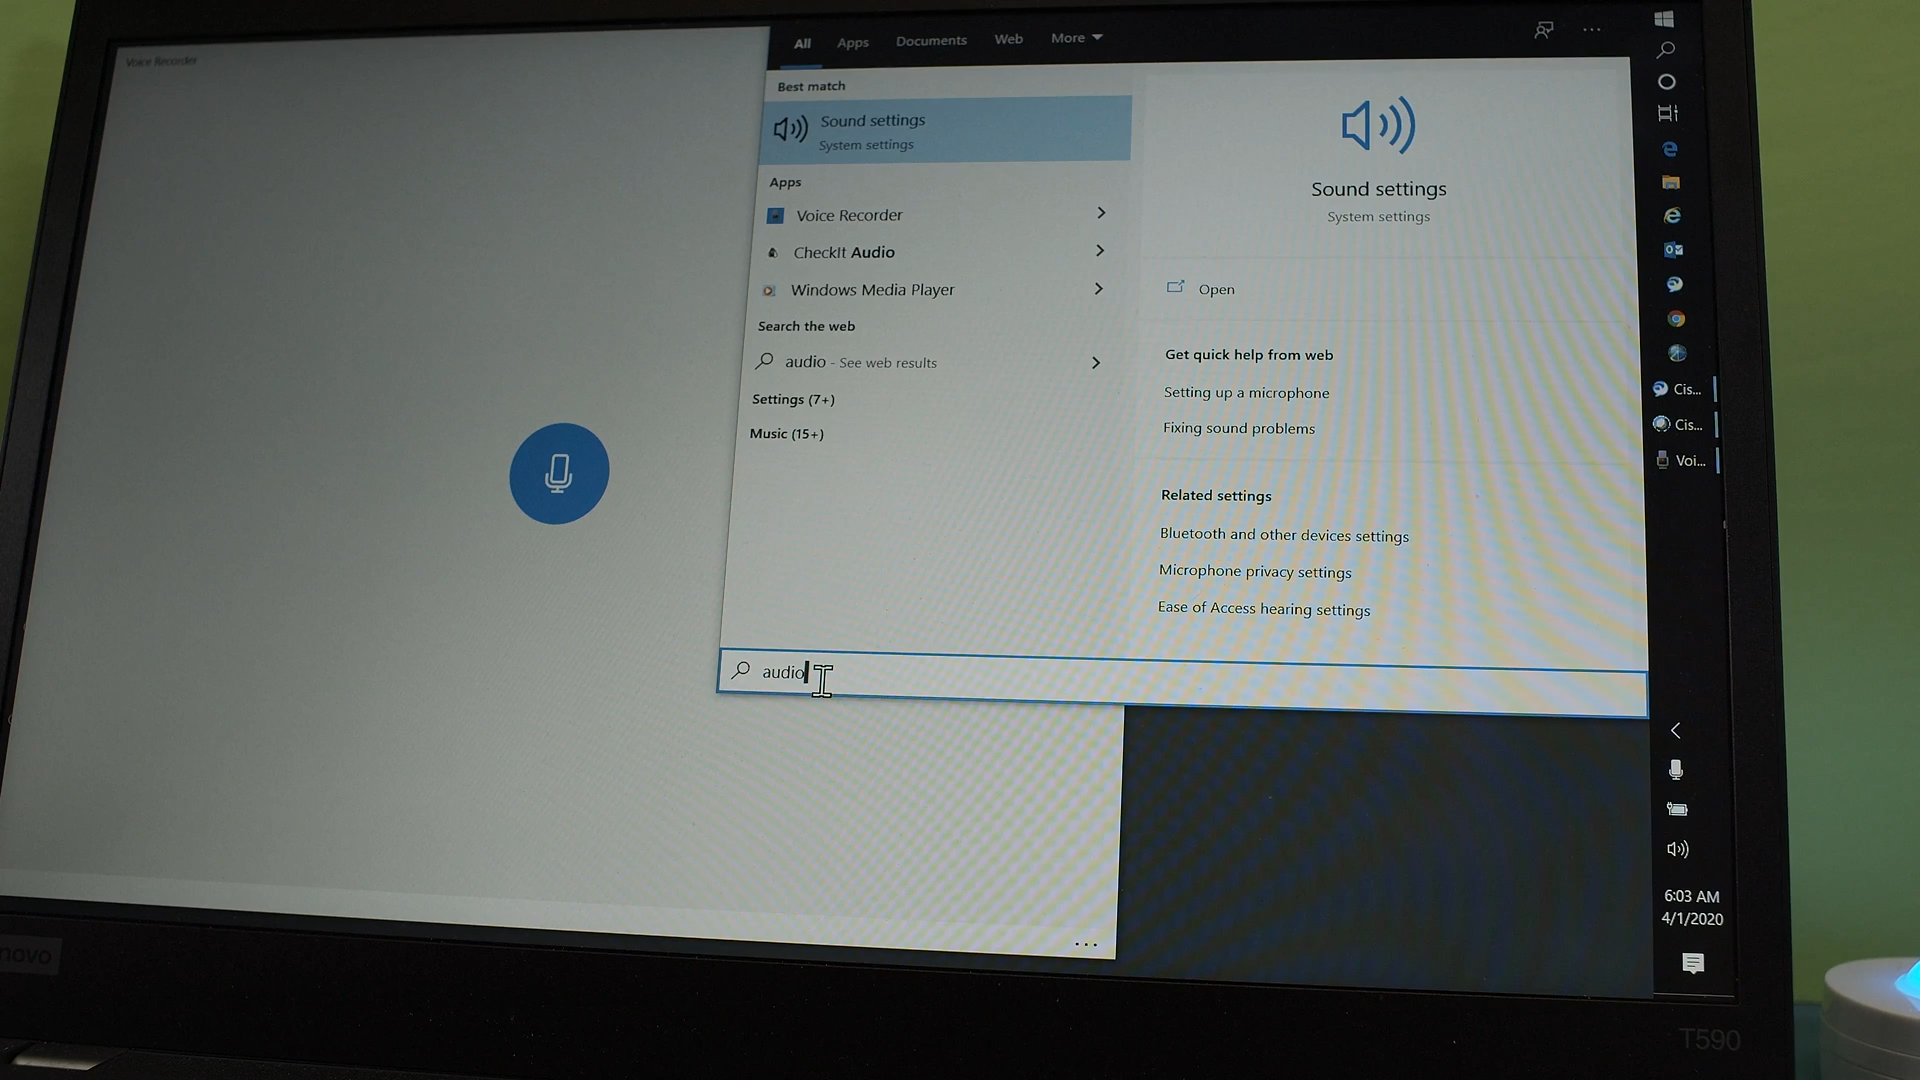 Voice Recorder
All Apps Documents Web More
Best match
Sound settings
System settings
Apps
Voice Recorder
CheckIt Audio
Windows Media Player
Search the web
audio - See web results
Settings (7+)
Music (15+)
audio
Sound settings
System settings
Open
Get quick help from web
Setting up a microphone
Fixing sound problems
Related settings
Bluetooth and other devices settings
Microphone privacy settings
Ease of Access hearing settings
Cis...
Cis...
Voi...
6:03 AM
4/1/2020
novo
T590